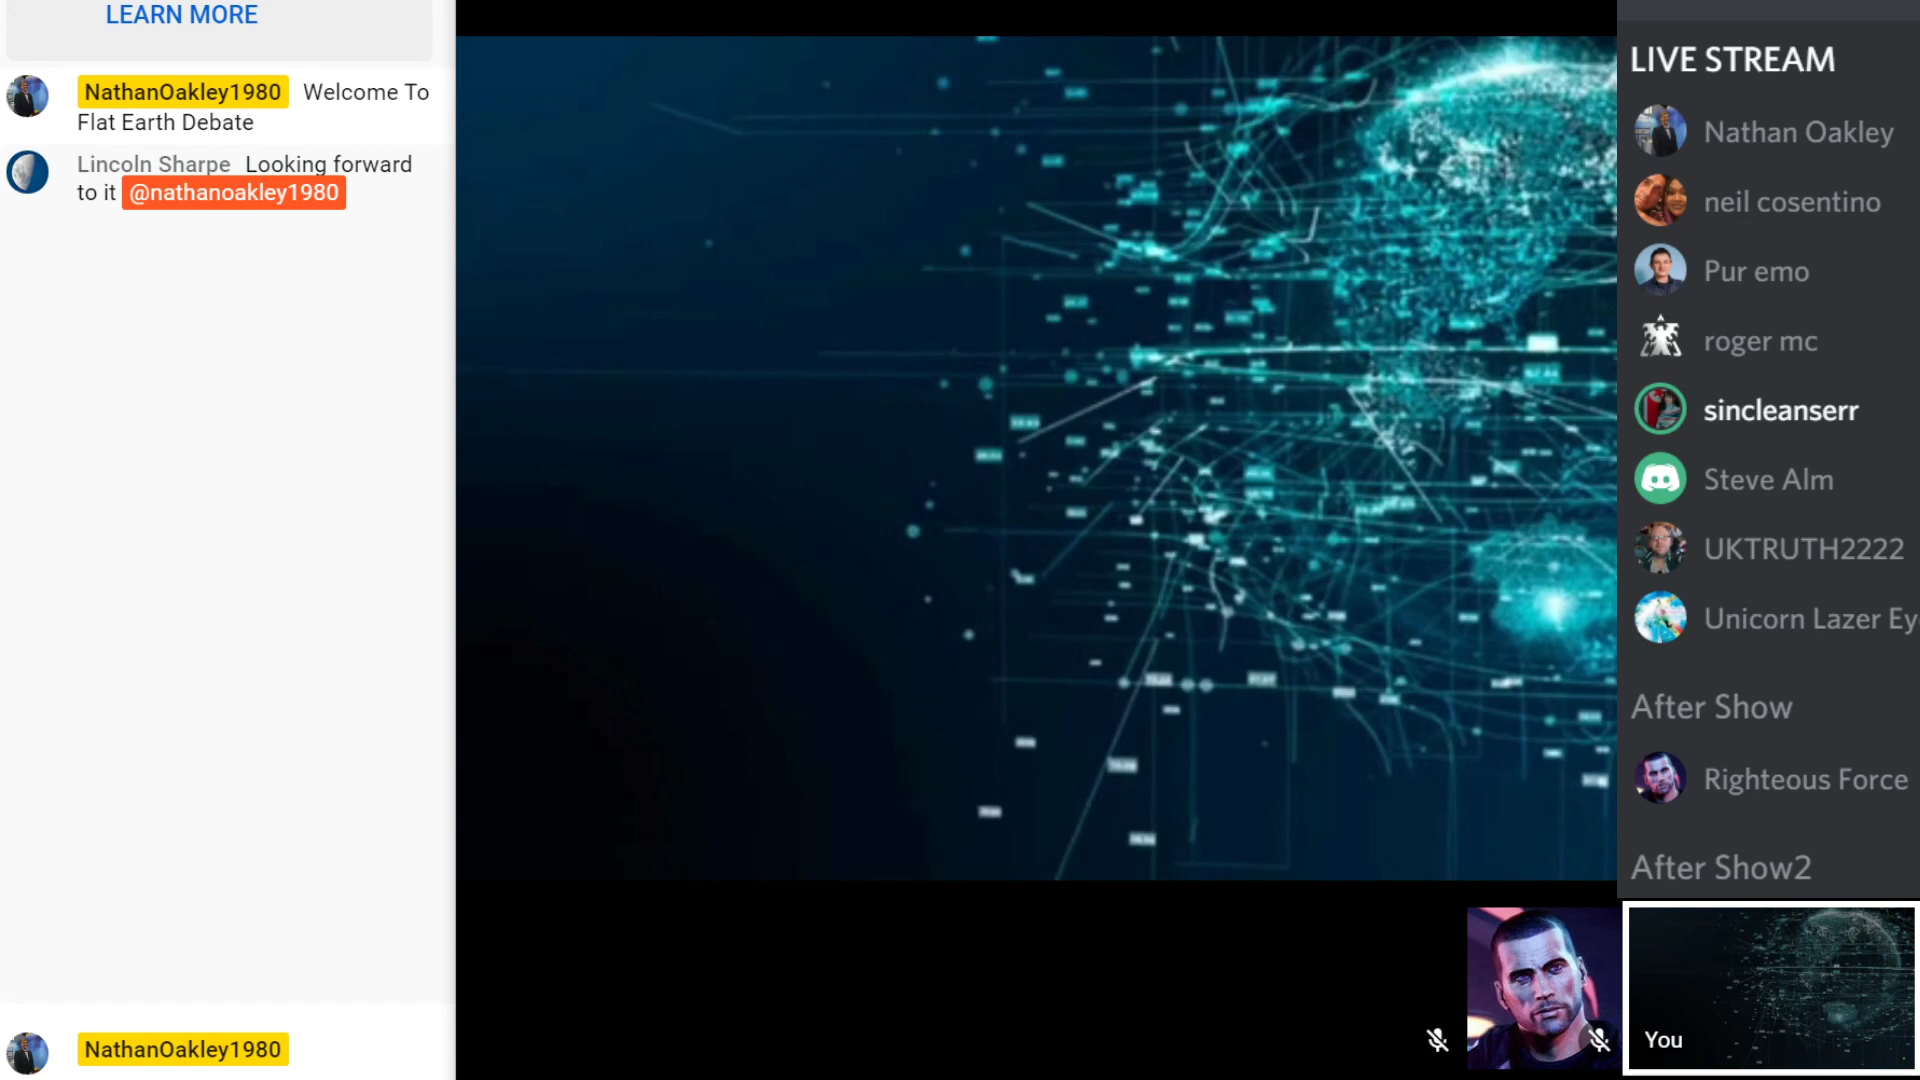 LEARN MORE
NathanOakley1980 Welcome To
Flat Earth Debate
Lincoln Sharpe Looking forward
to it @nathanoakley1980
NathanOakley1980
LIVE STREAM
Nathan Oakley
neil cosentino
Pur emo
roger mc
sincleanserr
Steve Alm
UKTRUTH2222
Unicorn Lazer Ey
After Show
Righteous Force
After Show2
You